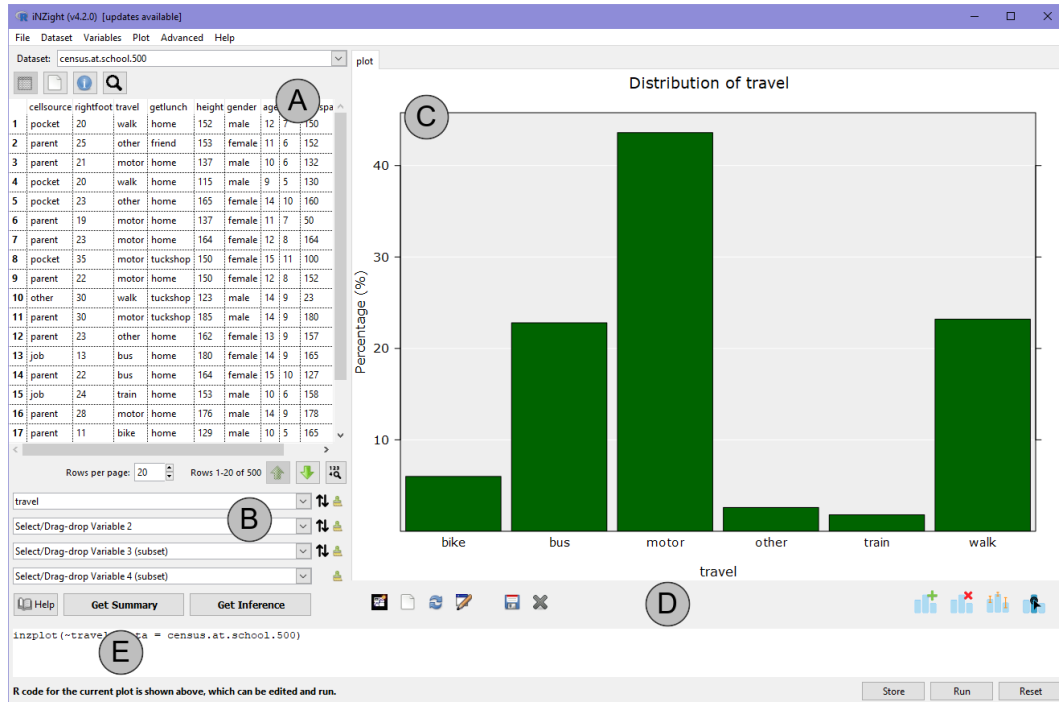 iNZight (v4.2.0) [updates available]
File Dataset Variables Plot Advanced Help
Dataset: census.at.school.500
cellsource rightfoot travel getlunch height gender age spa
1 pocket 20 walk home 152 male 12 7 150
2 parent 25 other friend 153 female 11 6 152
3 parent 21 motor home 137 male 10 6 132
4 pocket 20 walk home 115 male 9 5 130
5 pocket 23 other home 165 female 14 10 160
6 parent 19 motor home 137 female 11 7 50
7 parent 23 motor home 164 female 12 8 164
8 pocket 35 motor tuckshop 150 female 15 11 100
9 parent 22 motor home 150 female 12 8 152
10 other 30 walk tuckshop 123 male 14 9 23
11 parent 30 motor tuckshop 185 male 14 9 180
12 parent 23 other home 162 female 13 9 157
13 job 13 bus home 180 female 14 9 165
14 parent 22 bus home 164 female 15 10 127
15 job 24 train home 153 male 10 6 158
16 parent 28 motor home 176 male 14 9 178
17 parent 11 bike home 129 male 10 5 165
A
Rows per page: 20 Rows 1-20 of 500
travel
Select/Drag-drop Variable 2
Select/Drag-drop Variable 3 (subset)
Select/Drag-drop Variable 4 (subset)
B
Help Get Summary Get Inference
plot
Distribution of travel
C
Percentage (%)
40
30
20
10
bike bus motor other train walk
travel
D
inzplot(~travel, ta = census.at.school.500)
E
R code for the current plot is shown above, which can be edited and run.
Store Run Reset